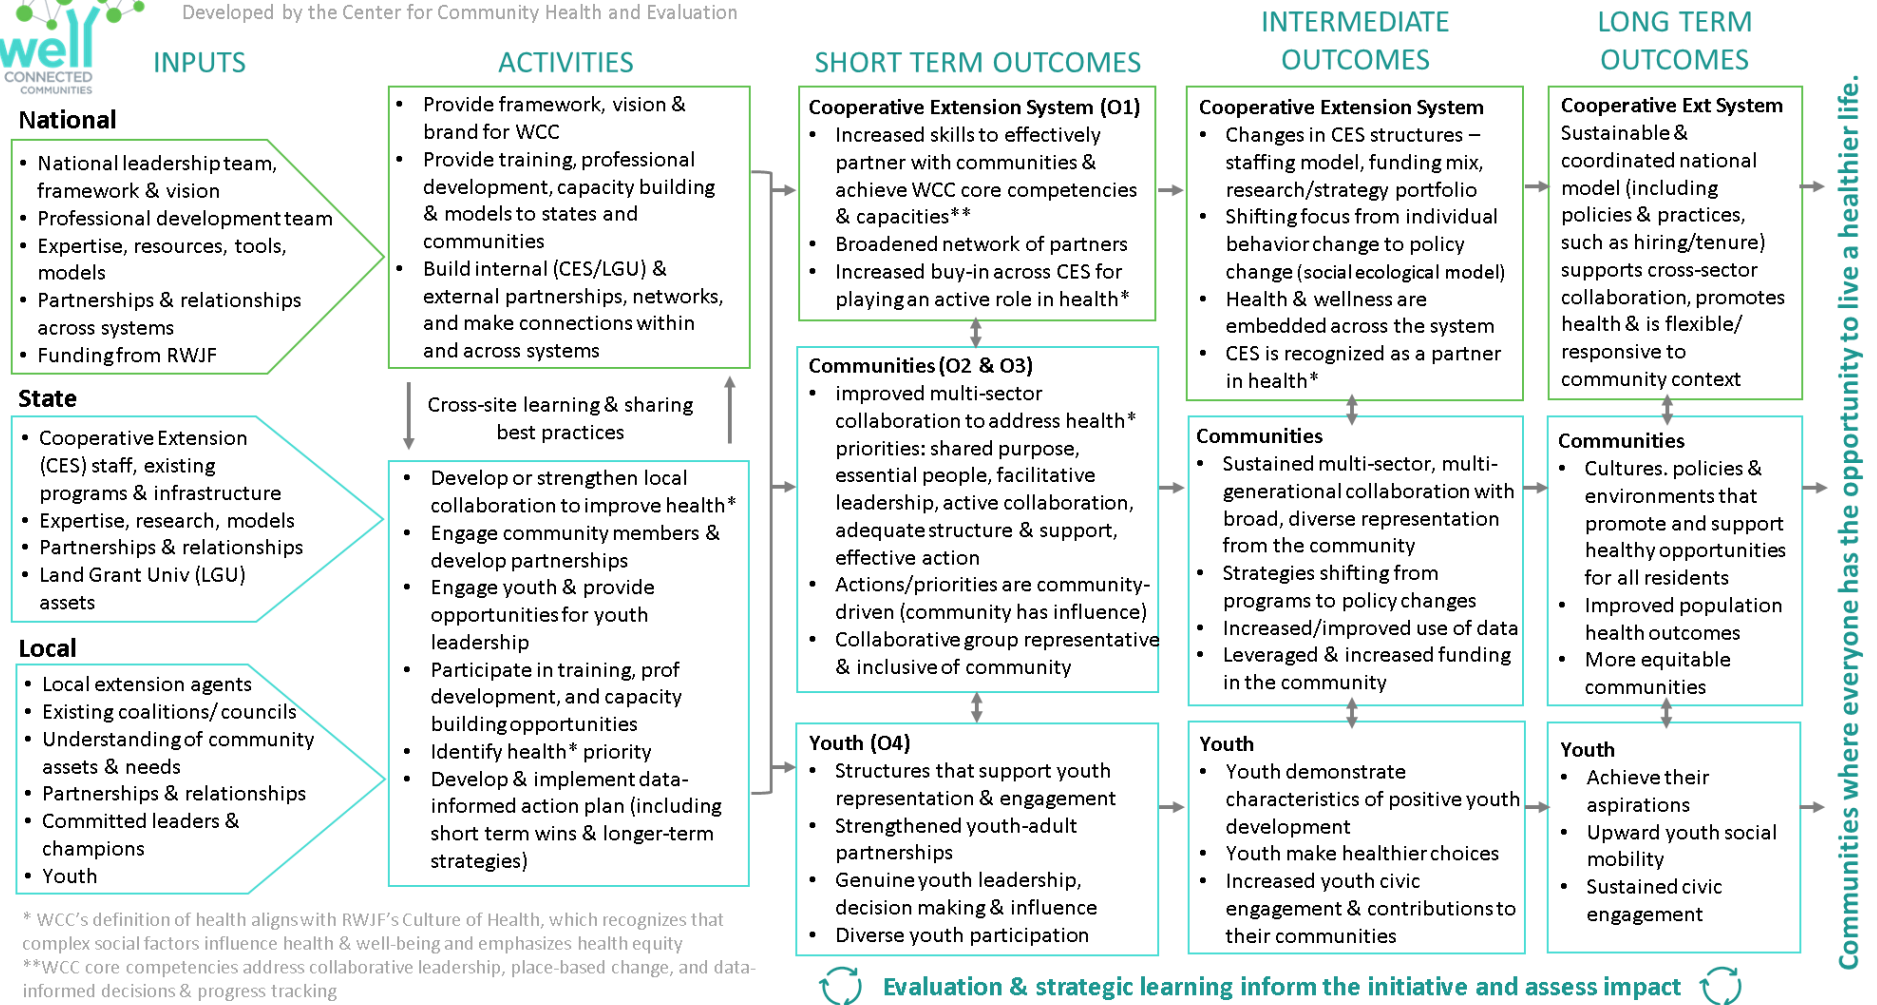 Developed by the Center for Community Health and Evaluation
well
CONNECTED
COMMUNITIES
INPUTS
National
• National leadership team,
framework & vision
• Professional development team
• Expertise, resources, tools,
models
• Partnerships & relationships
across systems
• Funding from RWJF
State
• Cooperative Extension
(CES) staff, existing
programs & infrastructure
• Expertise, research, models
• Partnerships & relationships
• Land Grant Univ (LGU)
assets
Local
• Local extension agents
• Existing coalitions/councils
• Understanding of community
assets & needs
• Partnerships & relationships
• Committed leaders &
champions
• Youth
ACTIVITIES
• Provide framework, vision &
brand for WCC
• Provide training, professional
development, capacity building
& models to states and
communities
• Build internal (CES/LGU) &
external partnerships, networks,
and make connections within
and across systems
Cross-site learning & sharing
best practices
• Develop or strengthen local
collaboration to improve health*
• Engage community members &
develop partnerships
• Engage youth & provide
opportunities for youth
leadership
• Participate in training, prof
development, and capacity
building opportunities
• Identify health* priority
• Develop & implement data-
informed action plan (including
short term wins & longer-term
strategies)
SHORT TERM OUTCOMES
Cooperative Extension System (O1)
• Increased skills to effectively
partner with communities &
achieve WCC core competencies
& capacities**
• Broadened network of partners
• Increased buy-in across CES for
playing an active role in health*
Communities (O2 & O3)
• improved multi-sector
collaboration to address health*
priorities: shared purpose,
essential people, facilitative
leadership, active collaboration,
adequate structure & support,
effective action
• Actions/priorities are community-
driven (community has influence)
• Collaborative group representative
& inclusive of community
Youth (O4)
• Structures that support youth
representation & engagement
• Strengthened youth-adult
partnerships
• Genuine youth leadership,
decision making & influence
• Diverse youth participation
INTERMEDIATE
OUTCOMES
Cooperative Extension System
• Changes in CES structures –
staffing model, funding mix,
research/strategy portfolio
• Shifting focus from individual
behavior change to policy
change (social ecological model)
• Health & wellness are
embedded across the system
• CES is recognized as a partner
in health*
Communities
• Sustained multi-sector, multi-
generational collaboration with
broad, diverse representation
from the community
• Strategies shifting from
programs to policy changes
• Increased/improved use of data
• Leveraged & increased funding
in the community
Youth
• Youth demonstrate
characteristics of positive youth
development
• Youth make healthier choices
• Increased youth civic
engagement & contributions to
their communities
LONG TERM
OUTCOMES
Cooperative Ext System
Sustainable &
coordinated national
model (including
policies & practices,
such as hiring/tenure)
supports cross-sector
collaboration, promotes
health & is flexible/
responsive to
community context
Communities
• Cultures. policies &
environments that
promote and support
healthy opportunities
for all residents
• Improved population
health outcomes
• More equitable
communities
Youth
• Achieve their
aspirations
• Upward youth social
mobility
• Sustained civic
engagement
Communities where everyone has the opportunity to live a healthier life.
* WCC's definition of health aligns with RWJF's Culture of Health, which recognizes that
complex social factors influence health & well-being and emphasizes health equity
**WCC core competencies address collaborative leadership, place-based change, and data-
informed decisions & progress tracking
Evaluation & strategic learning inform the initiative and assess impact